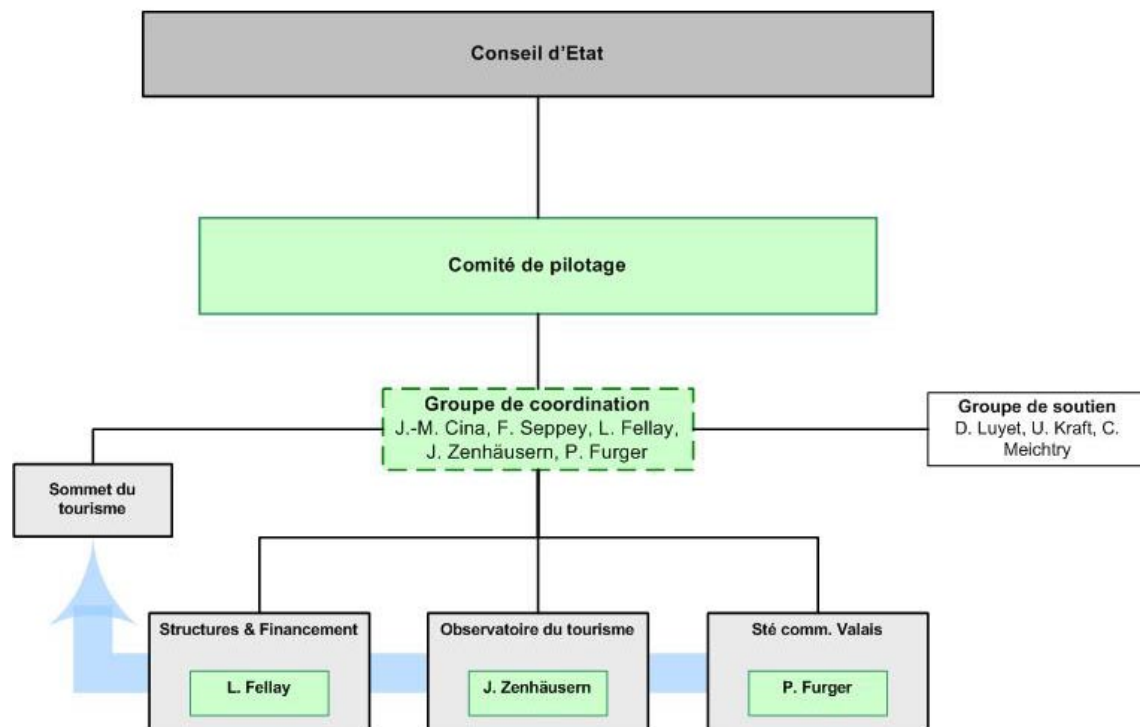 Conseil d'Etat
Comité de pilotage
Groupe de coordination
J.-M. Cina, F. Seppey, L. Fellay,
J. Zenhäusern, P. Furger
Groupe de soutien
D. Luyet, U. Kraft, C.
Meichtry
Sommet du
tourisme
Structures & Financement
L. Fellay
Observatoire du tourisme
J. Zenhäusern
Sté comm. Valais
P. Furger